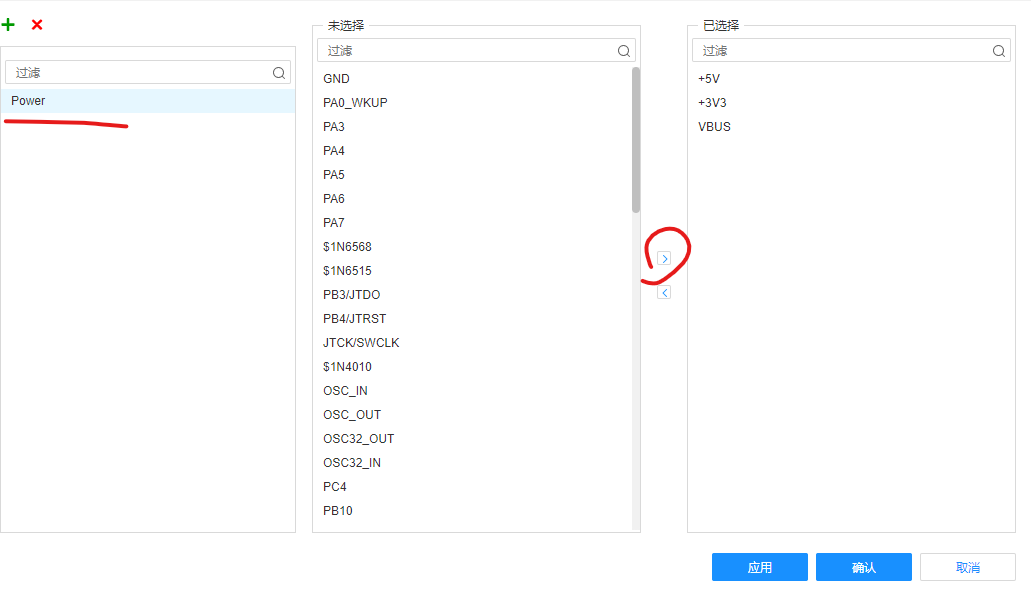 过滤
Power
未选择
过滤
GND
PA0_WKUP
PA3
PA4
PA5
PA6
PA7
$1N6568
$1N6515
PB3/JTDO
PB4/JTRST
JTCK/SWCLK
$1N4010
OSC_IN
OSC_OUT
OSC32_OUT
OSC32_IN
PC4
PB10
已选择
过滤
+5V
+3V3
VBUS
应用
确认
取消